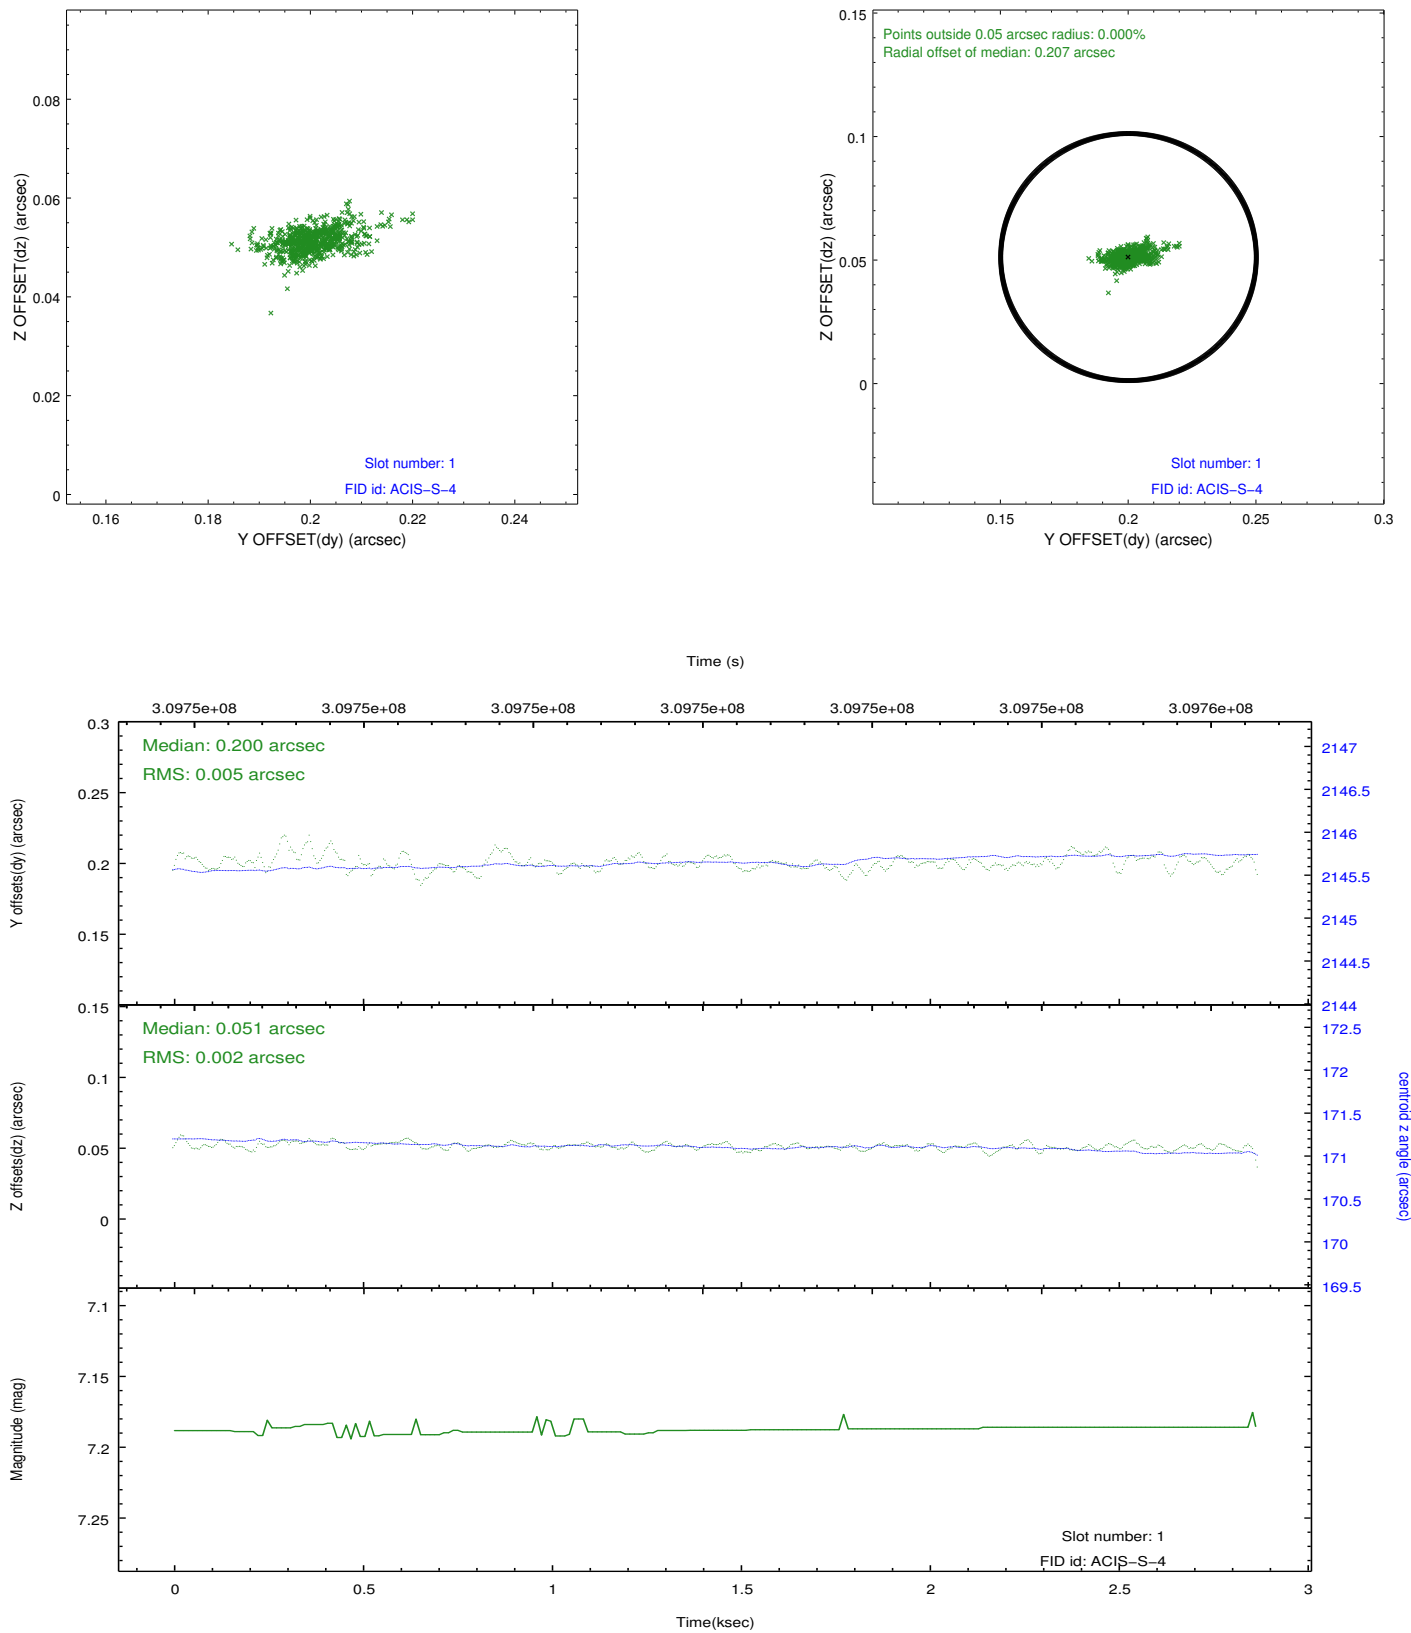 0.08
0.06
0.04
0.02
0
Z OFFSET(dz) (arcsec)
Slot number: 1
FID id: ACIS-S-4
0.16 0.18 0.2 0.22 0.24
Y OFFSET(dy) (arcsec)
Points outside 0.05 arcsec radius: 0.000%
Radial offset of median: 0.207 arcsec
0.15
0.1
0.05
0
Z OFFSET(dz) (arcsec)
Slot number: 1
FID id: ACIS-S-4
0.15 0.2 0.25 0.3
Y OFFSET(dy) (arcsec)
Time (s)
3.0975e+08 3.0975e+08 3.0975e+08 3.0975e+08 3.0975e+08 3.0975e+08 3.0976e+08
Median: 0.200 arcsec
RMS: 0.005 arcsec
0.3
0.25
0.2
0.15
Y offsets(dy) (arcsec)
2147
2146.5
2146
2145.5
2145
2144.5
2144
Median: 0.051 arcsec
RMS: 0.002 arcsec
0.15
0.1
0.05
0
Z offsets(dz) (arcsec)
172.5
172
171.5
171
170.5
170
169.5
centroid z angle (arcsec)
7.1
7.15
7.2
7.25
Magnitude (mag)
Slot number: 1
FID id: ACIS-S-4
0 0.5 1 1.5 2 2.5 3
Time(ksec)